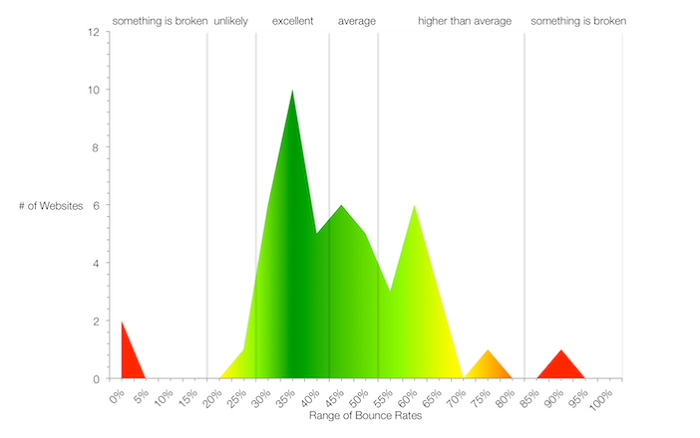 something is broken unlikely excellent average higher than average something is broken
12
10
8
# of Websites 6
4
2
0
0% 5% 10% 15% 20% 25% 30% 35% 40% 45% 50% 55% 60% 65% 70% 75% 80% 85% 90% 95% 100%
Range of Bounce Rates